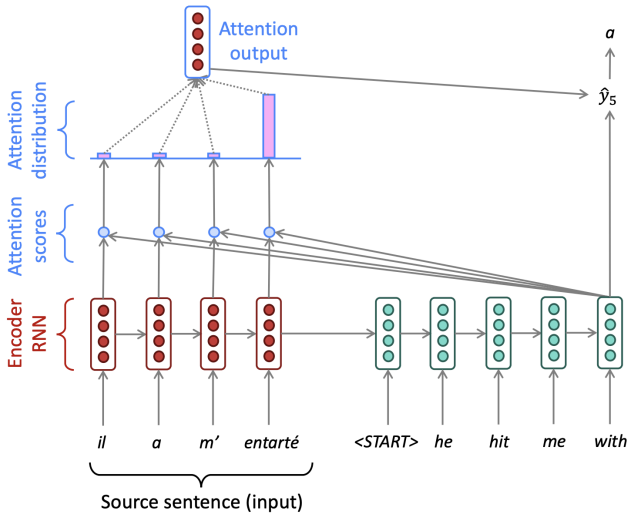 Attention
output
a
ŷ₅
Attention
distribution
Attention
scores
Encoder
RNN
il a m’ entarté <START> he hit me with
Source sentence (input)